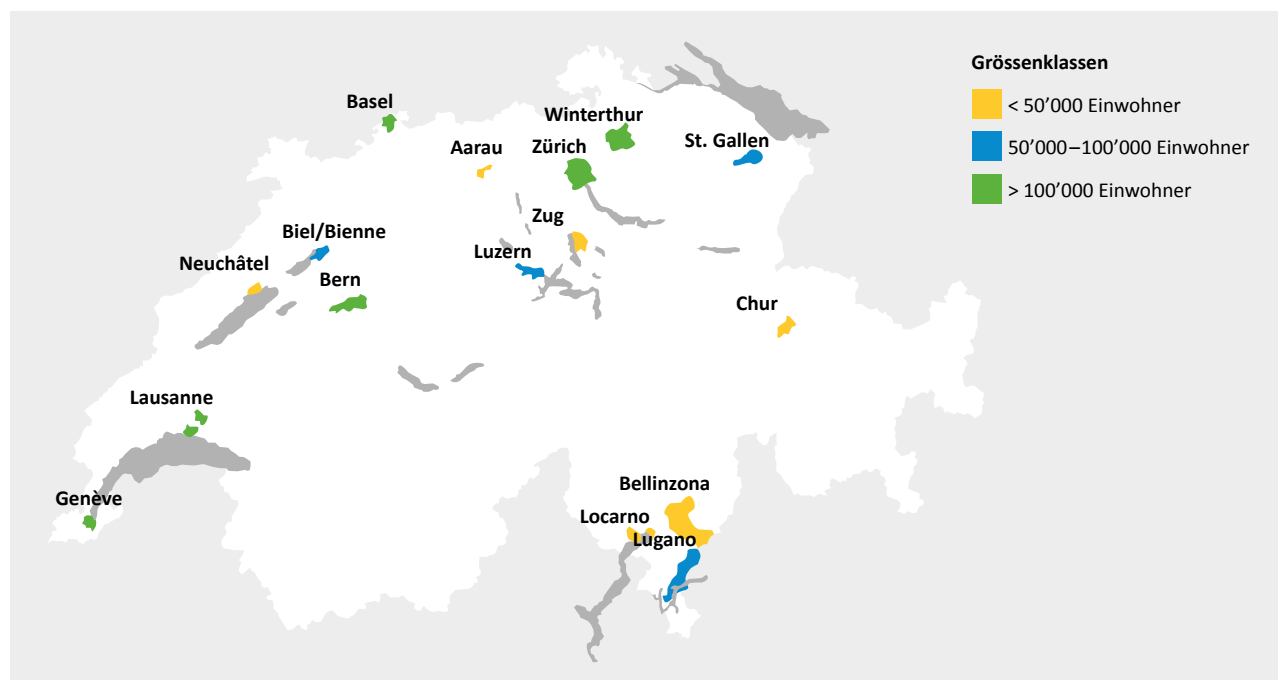 Grössenklassen
< 50’000 Einwohner
50’000–100’000 Einwohner
> 100’000 Einwohner
Basel
Winterthur
Aarau
Zürich
St. Gallen
Zug
Biel/Bienne
Luzern
Neuchâtel
Bern
Chur
Lausanne
Genève
Bellinzona
Locarno
Lugano